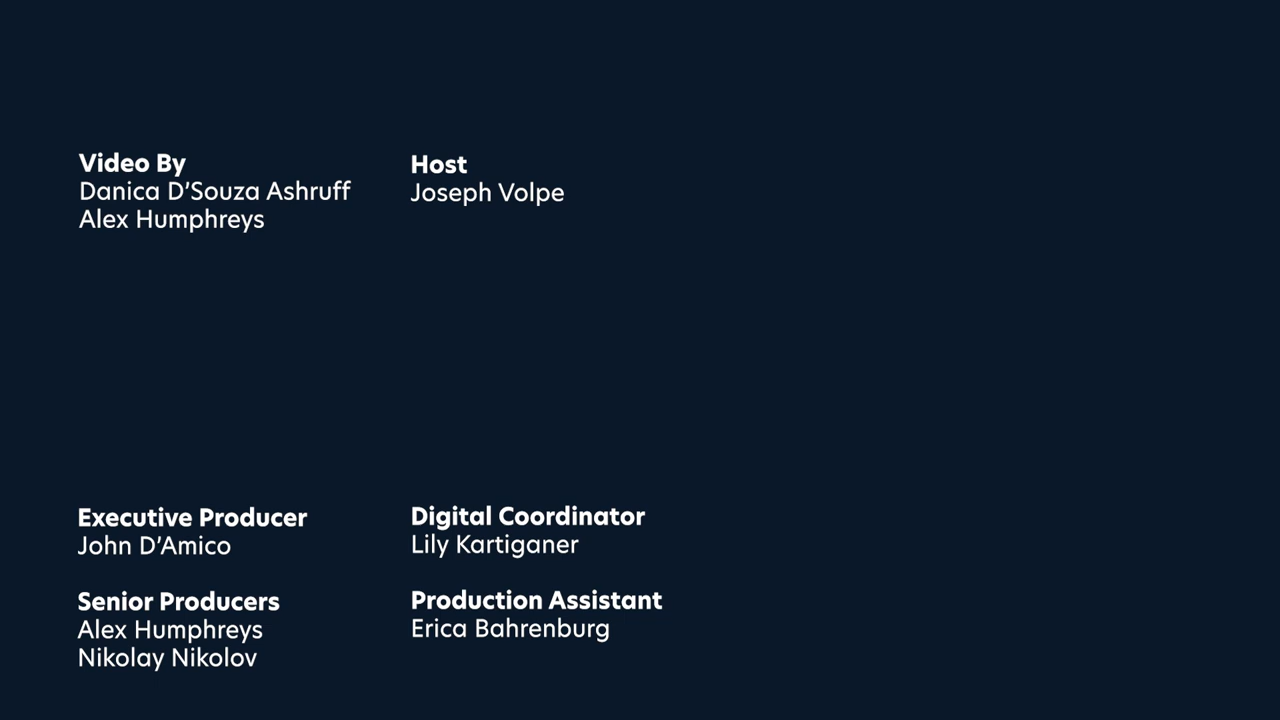 Video By
Danica D’Souza Ashruff
Alex Humphreys
Host
Joseph Volpe
Executive Producer
John D’Amico
Senior Producers
Alex Humphreys
Nikolay Nikolov
Digital Coordinator
Lily Kartiganer
Production Assistant
Erica Bahrenburg